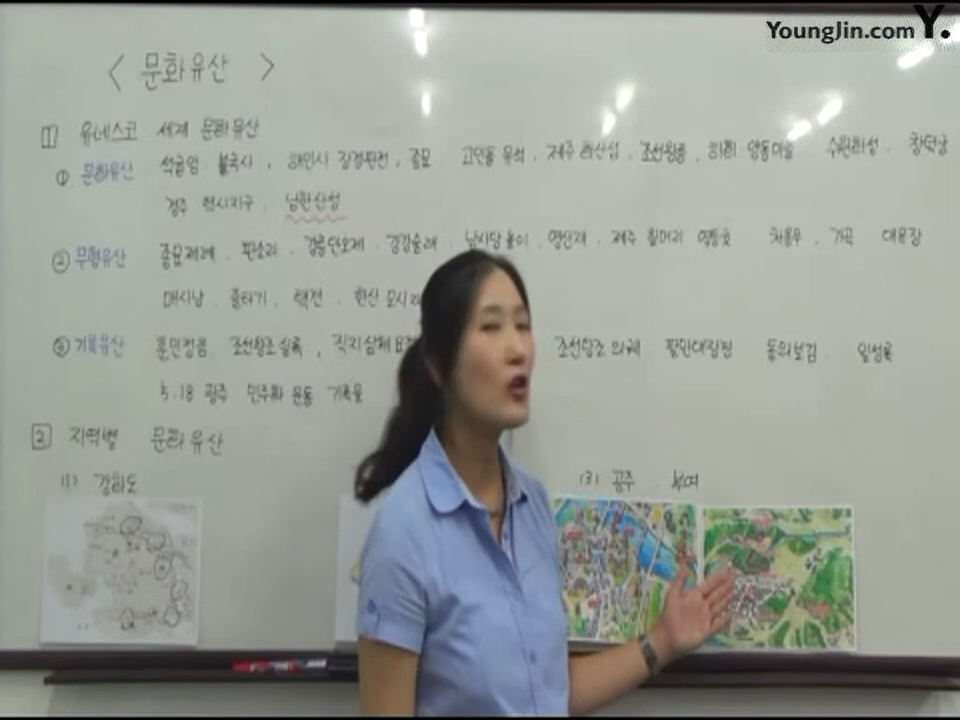 YoungJin.com Y.
< 문화유산 >
1 유네스코 세계 문화유산
① 문화유산 석굴암 불국사 , 해인사 장경판전 , 종묘 . 고인돌 유적 . 제주 화산섬 . 조선왕릉 , 하회 양동마을 수원화성 . 창덕궁
경주 역사지구 . 남한산성
② 무형유산 종묘제례 . 판소리 . 강릉단오제 . 강강술래 . 남사당놀이 . 영산재 . 제주 칠머리 영등굿 처용무 , 가곡 대목장
매사냥 . 줄타기 . 택견 . 한산 모시
③ 기록유산 훈민정음 조선왕조실록 , 직지심체요절 조선왕조 의궤 팔만대장경 동의보감 . 일성록
5.18 광주 민주화 운동 기록물
2 지역별 문화유산
(1) 강화도 (3) 공주 . 부여